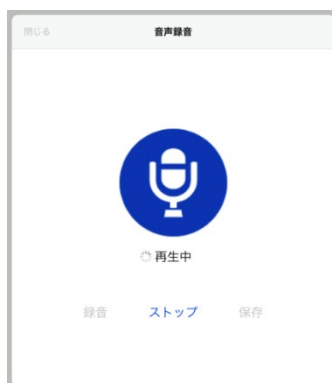 閉じる 音声録音
再生中
録音 ストップ 保存